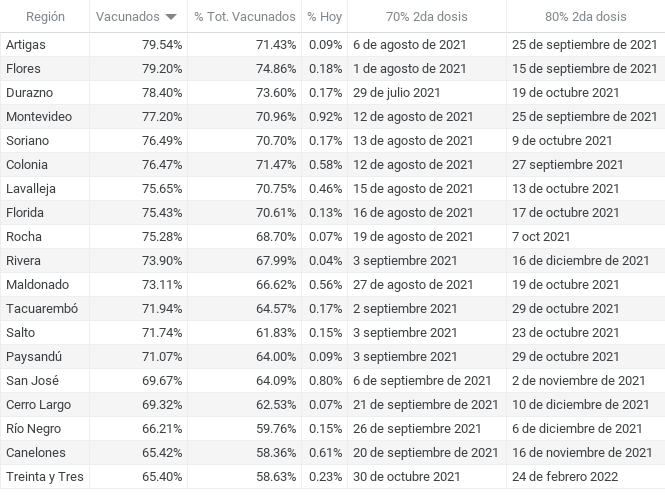 Región Vacunados % Tot. Vacunados % Hoy 70% 2da dosis 80% 2da dosis
Artigas 79.54% 71.43% 0.09% 6 de agosto de 2021 25 de septiembre de 2021
Flores 79.20% 74.86% 0.18% 1 de agosto de 2021 15 de septiembre de 2021
Durazno 78.40% 73.60% 0.17% 29 de julio 2021 19 de octubre 2021
Montevideo 77.20% 70.96% 0.92% 12 de agosto de 2021 25 de septiembre de 2021
Soriano 76.49% 70.70% 0.17% 13 de agosto de 2021 9 de octubre 2021
Colonia 76.47% 71.47% 0.58% 12 de agosto de 2021 27 septiembre 2021
Lavalleja 75.65% 70.75% 0.46% 15 de agosto de 2021 13 de octubre 2021
Florida 75.43% 70.61% 0.13% 16 de agosto de 2021 17 de octubre 2021
Rocha 75.28% 68.70% 0.07% 19 de agosto de 2021 7 oct 2021
Rivera 73.90% 67.99% 0.04% 3 septiembre 2021 16 de diciembre de 2021
Maldonado 73.11% 66.62% 0.56% 27 de agosto de 2021 19 de octubre 2021
Tacuarembó 71.94% 64.57% 0.17% 2 septiembre 2021 29 de octubre 2021
Salto 71.74% 61.83% 0.15% 3 septiembre 2021 23 de octubre 2021
Paysandú 71.07% 64.00% 0.09% 3 septiembre 2021 29 de octubre 2021
San José 69.67% 64.09% 0.80% 6 de septiembre de 2021 2 de noviembre de 2021
Cerro Largo 69.32% 62.53% 0.07% 21 de septiembre de 2021 10 de diciembre de 2021
Río Negro 66.21% 59.76% 0.15% 26 de septiembre 2021 6 de diciembre de 2021
Canelones 65.42% 58.36% 0.61% 20 de septiembre de 2021 16 de noviembre de 2021
Treinta y Tres 65.40% 58.63% 0.23% 30 de octubre 2021 24 de febrero 2022